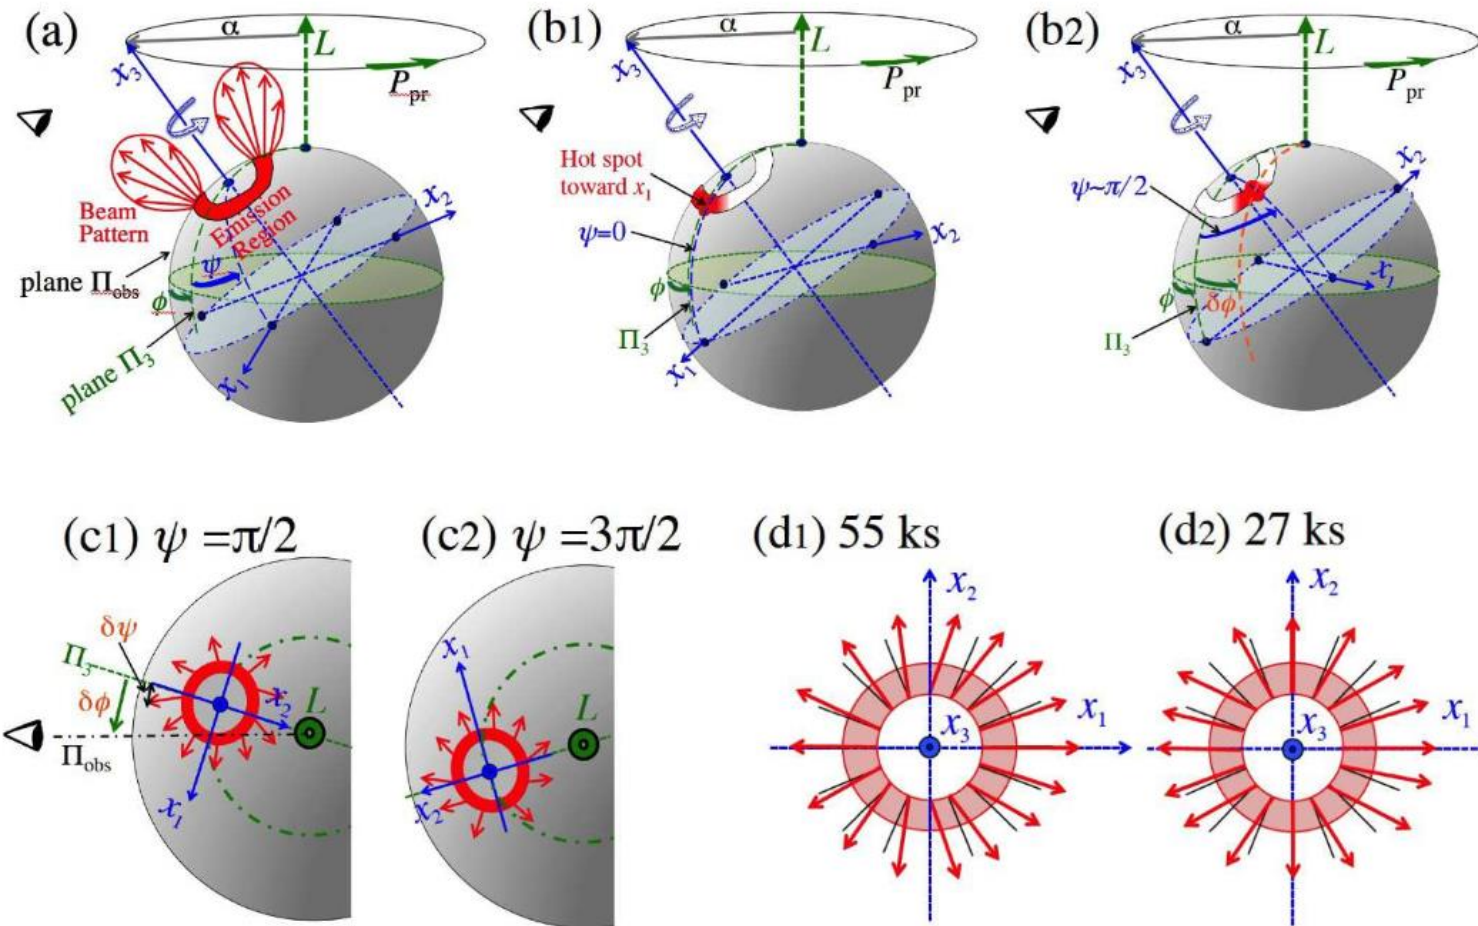 (a)
α
L
x₃
P_pr
Beam
Pattern
Emission
Region
x₂
ψ
plane Π_obs
ϕ
plane Π₃
x₁
(b1)
α
L
x₃
P_pr
Hot spot
toward x₁
ψ=0
x₂
ϕ
Π₃
x₁
(b2)
α
L
x₃
P_pr
x₂
ψ~π/2
x₁
ϕ
δϕ
Π₃
(c1) ψ =π/2
δψ
Π₃
δϕ
x₂
L
Π_obs
x₁
(c2) ψ =3π/2
x₁
L
x₂
(d1) 55 ks
x₂
x₁
x₃
(d2) 27 ks
x₂
x₁
x₃